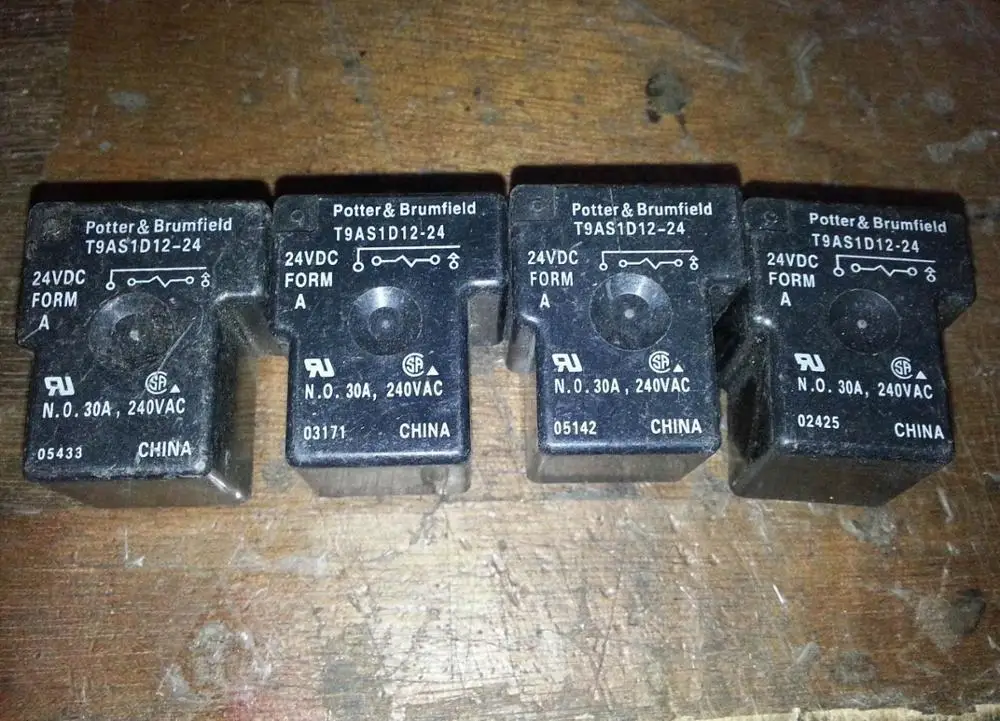 Potter & Brumfield
T9AS1D12-24
24VDC
FORM
A
N.O. 30A, 240VAC
05433 CHINA
Potter & Brumfield
T9AS1D12-24
24VDC
FORM
A
N.O. 30A, 240VAC
03171 CHINA
Potter & Brumfield
T9AS1D12-24
24VDC
FORM
A
N.O. 30A, 240VAC
05142 CHINA
Potter & Brumfield
T9AS1D12-24
24VDC
FORM
A
N.O. 30A, 240VAC
02425 CHINA